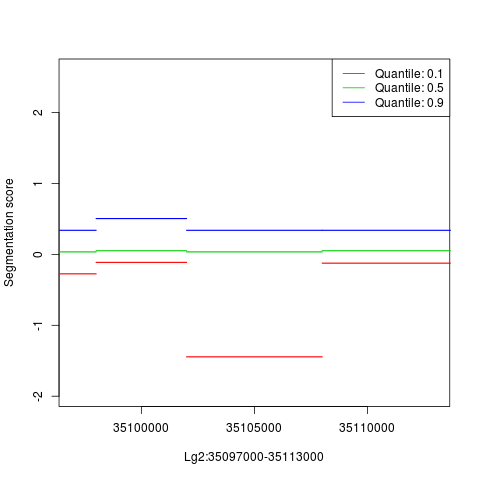 Quantile: 0.1
Quantile: 0.5
Quantile: 0.9
Segmentation score
2
1
0
-1
-2
35100000 35105000 35110000
Lg2:35097000-35113000